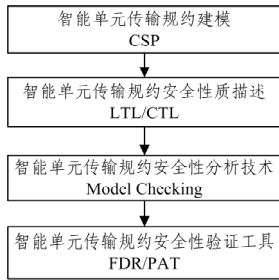 智能单元传输规约建模
CSP
智能单元传输规约安全性质描述
LTL/CTL
智能单元传输规约安全性分析技术
Model Checking
智能单元传输规约安全性验证工具
FDR/PAT